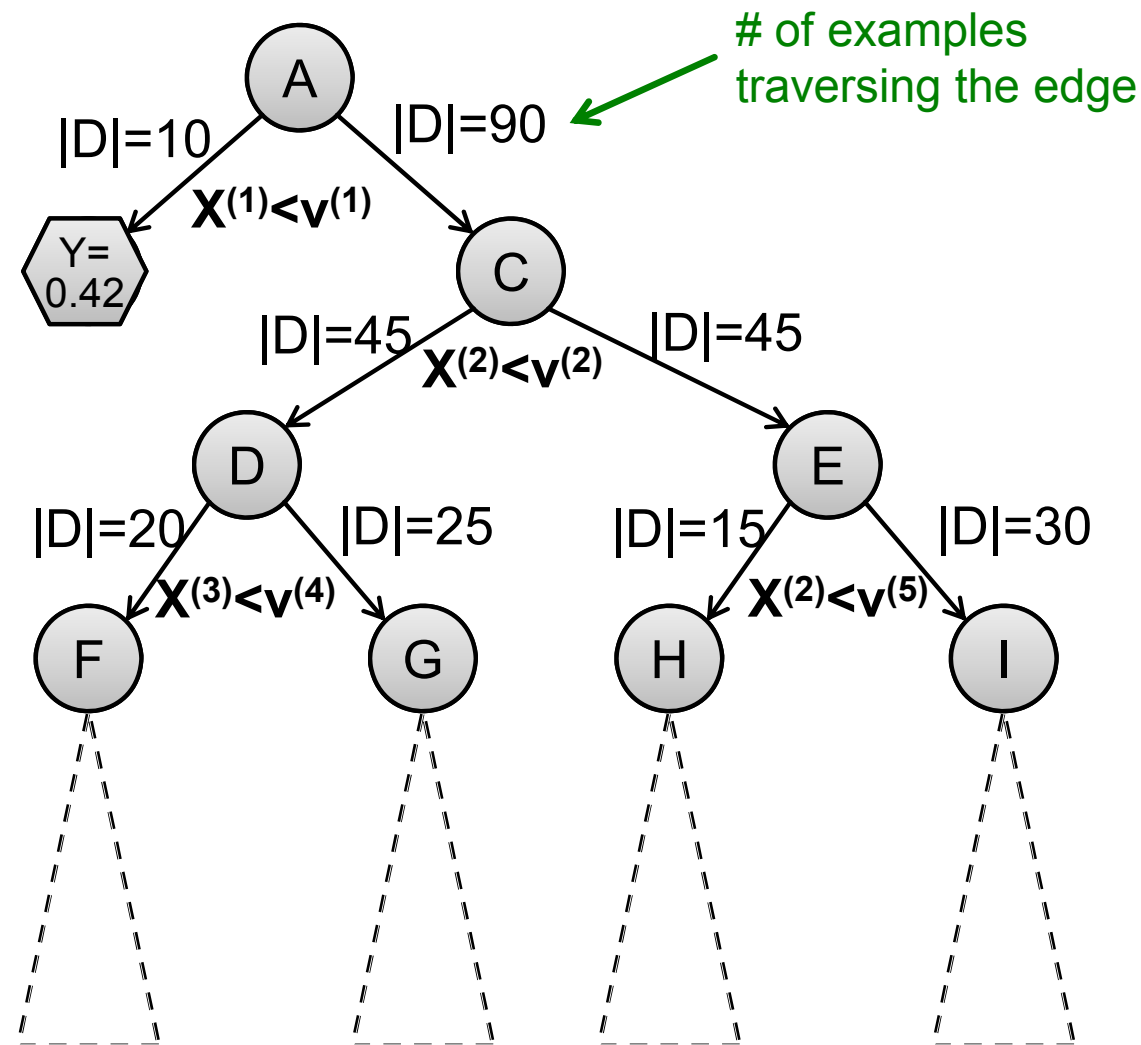 # of examples
traversing the edge
A
|D|=10
|D|=90
X(1)<v(1)
Y=
0.42
C
|D|=45
|D|=45
X(2)<v(2)
D
E
|D|=20
|D|=25
|D|=15
|D|=30
X(3)<v(4)
X(2)<v(5)
F
G
H
I